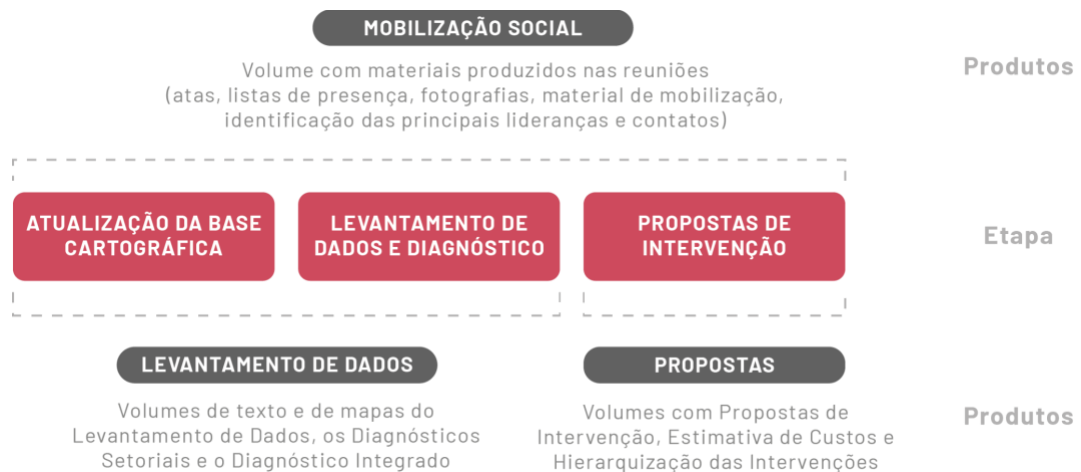 MOBILIZAÇÃO SOCIAL
Volume com materiais produzidos nas reuniões
(atas, listas de presença, fotografias, material de mobilização,
identificação das principais lideranças e contatos)
Produtos
ATUALIZAÇÃO DA BASE
CARTOGRÁFICA
LEVANTAMENTO DE
DADOS E DIAGNÓSTICO
PROPOSTAS DE
INTERVENÇÃO
Etapa
LEVANTAMENTO DE DADOS
Volumes de texto e de mapas do
Levantamento de Dados, os Diagnósticos
Setoriais e o Diagnóstico Integrado
PROPOSTAS
Volumes com Propostas de
Intervenção, Estimativa de Custos e
Hierarquização das Intervenções
Produtos